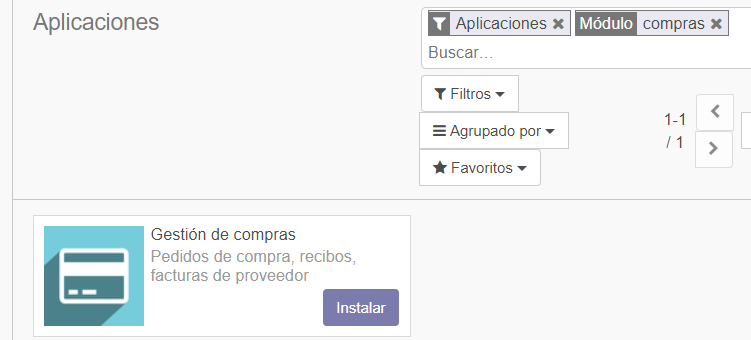 Aplicaciones
Aplicaciones
Módulo compras
Buscar...
Filtros
Agrupado por
Favoritos
1-1
/ 1
Gestión de compras
Pedidos de compra, recibos,
facturas de proveedor
Instalar